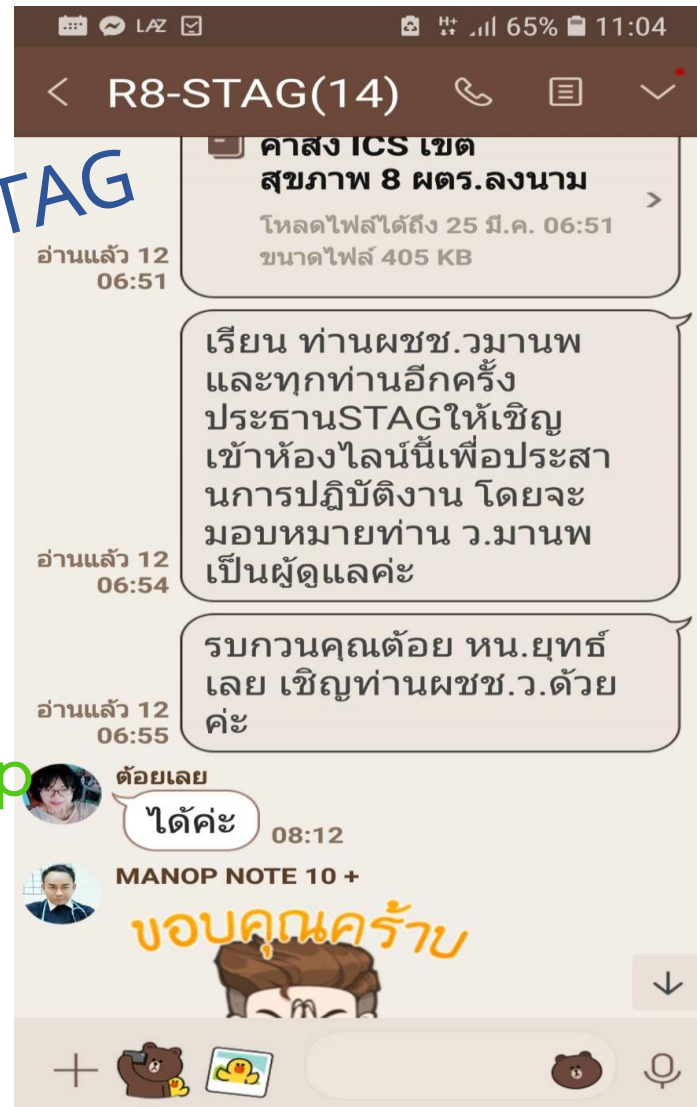 LAZ 65% 11:04
R8-STAG(14)
TAG
คำสั่ง ICS เขต
สุขภาพ 8 ผตร.ลงนาม
โหลดไฟล์ได้ถึง 25 มี.ค. 06:51
ขนาดไฟล์ 405 KB
อ่านแล้ว 12
06:51
เรียน ท่านผชช.วมานพ
และทุกท่านอีกครั้ง
ประธานSTAGให้เชิญ
เข้าห้องไลน์นี้เพื่อประสา
นการปฎิบัติงาน โดยจะ
มอบหมายท่าน ว.มานพ
เป็นผู้ดูแลค่ะ
อ่านแล้ว 12
06:54
รบกวนคุณต้อย หน.ยุทธ์
เลย เชิญท่านผชช.ว.ด้วย
ค่ะ
อ่านแล้ว 12
06:55
p
ต้อยเลย
ได้ค่ะ
08:12
MANOP NOTE 10 +
ขอบคุณคร้าบ